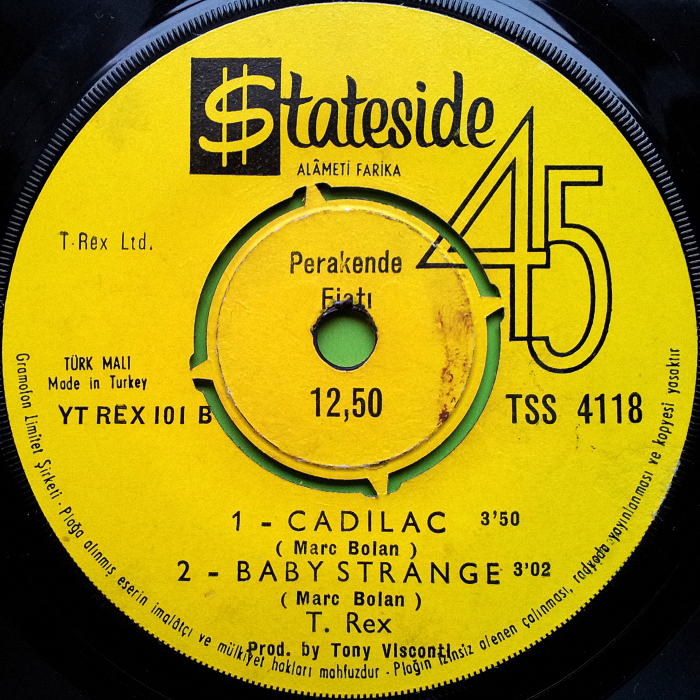 $tateside
ALÂMETİ FARİKA
45
T-Rex Ltd.
Perakende
Fiatı
12,50
TÜRK MALI
Made in Turkey
YT REX 101 B
TSS 4118
1 - CADILAC 3'50
( Marc Bolan )
2 - BABY STRANGE 3'02
( Marc Bolan )
T. Rex
Prod. by Tony Visconti
Gramofon Limitet Şirketi - Plağa alınmış eserin imalâtçı ve mülkiyet hakları mahfuzdur - Plağın izinsiz alenen çalınması, radyoda yayınlanması ve kopyesi yasaktır